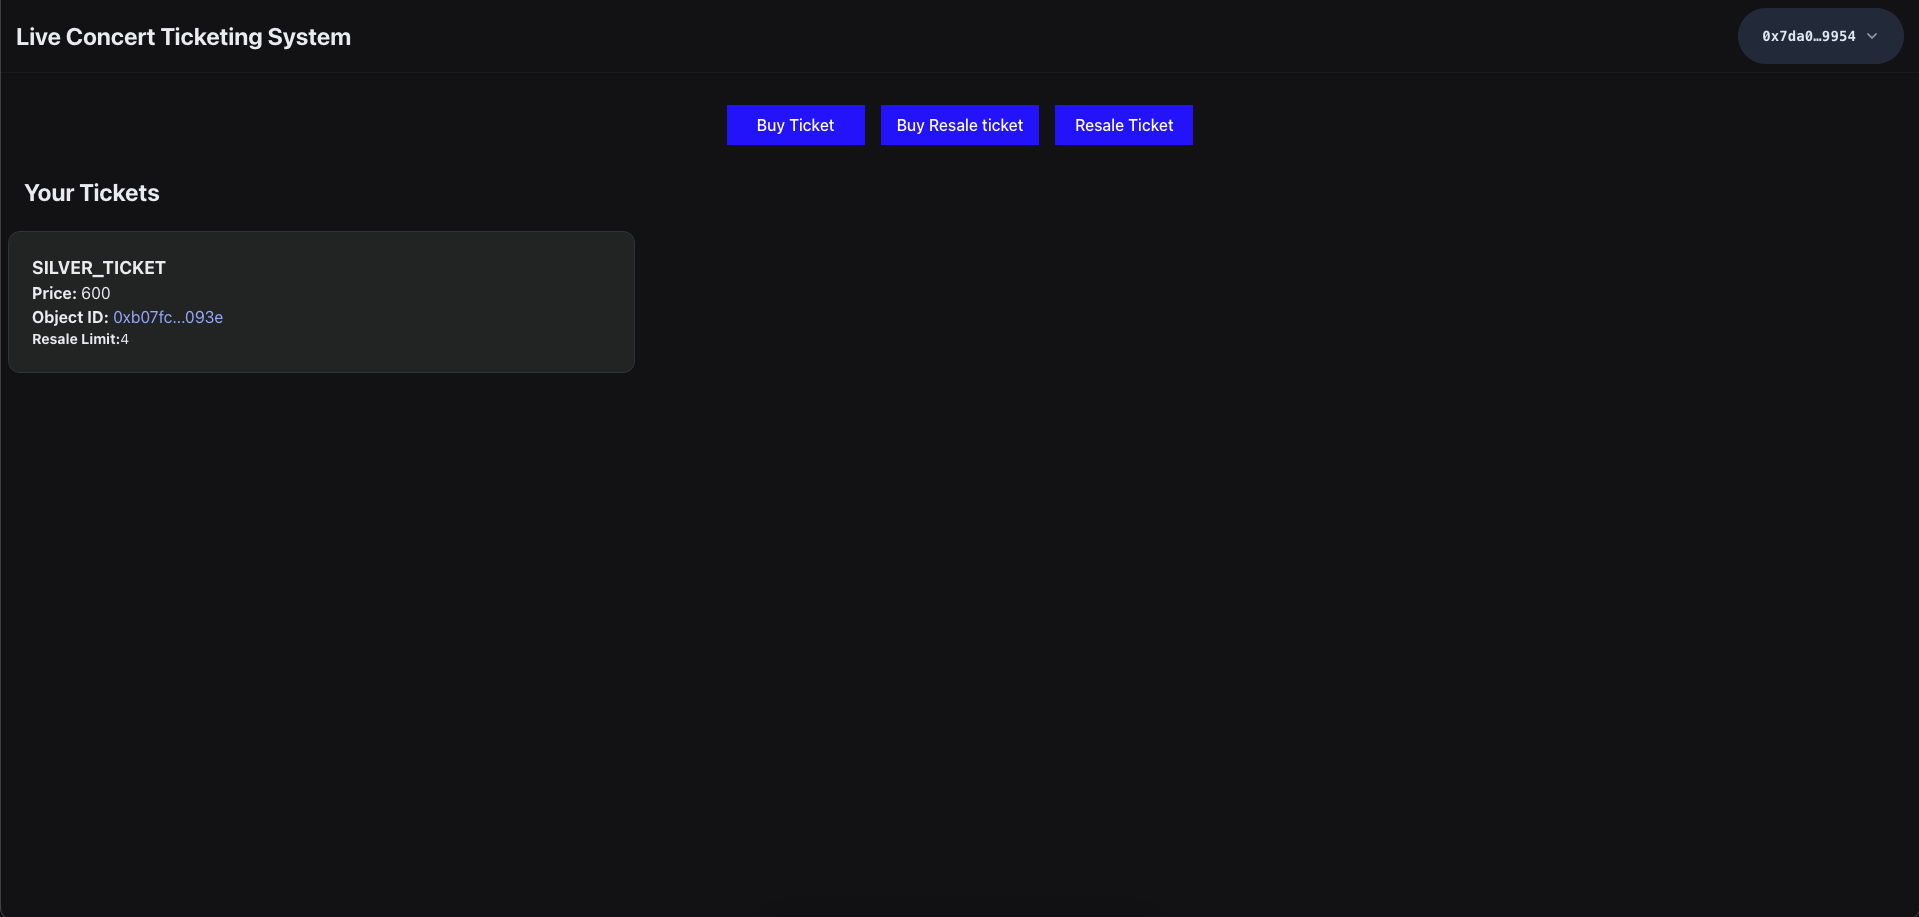 Live Concert Ticketing System
0x7da0…9954
Buy Ticket
Buy Resale ticket
Resale Ticket
Your Tickets
SILVER_TICKET
Price: 600
Object ID: 0xb07fc...093e
Resale Limit:4